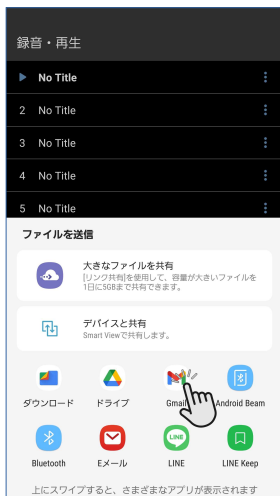 録音・再生
No Title
2 No Title
3 No Title
4 No Title
5 No Title
ファイルを送信
大きなファイルを共有
[リンク共有]を使用して、容量が大きいファイルを
1日に5GBまで共有できます。
デバイスと共有
Smart Viewで共有します。
ダウンロード ドライブ Gmail Android Beam
LINE
Bluetooth Eメール LINE LINE Keep
上にスワイプすると、さまざまなアプリが表示されます